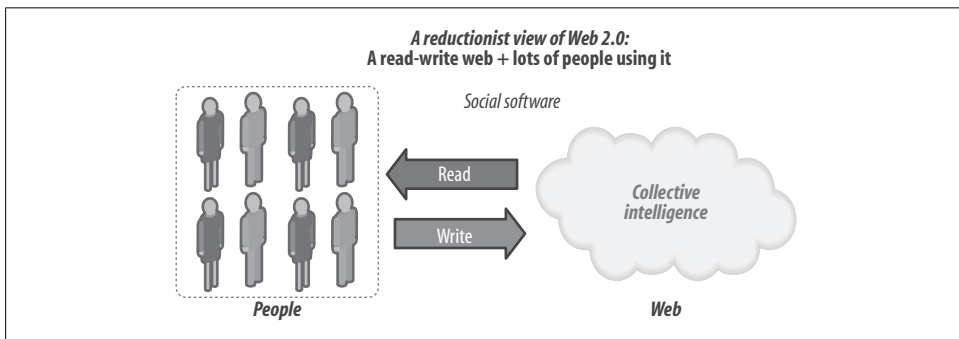 A reductionist view of Web 2.0:
A read-write web + lots of people using it
Social software
Read
Collective
intelligence
Write
People
Web